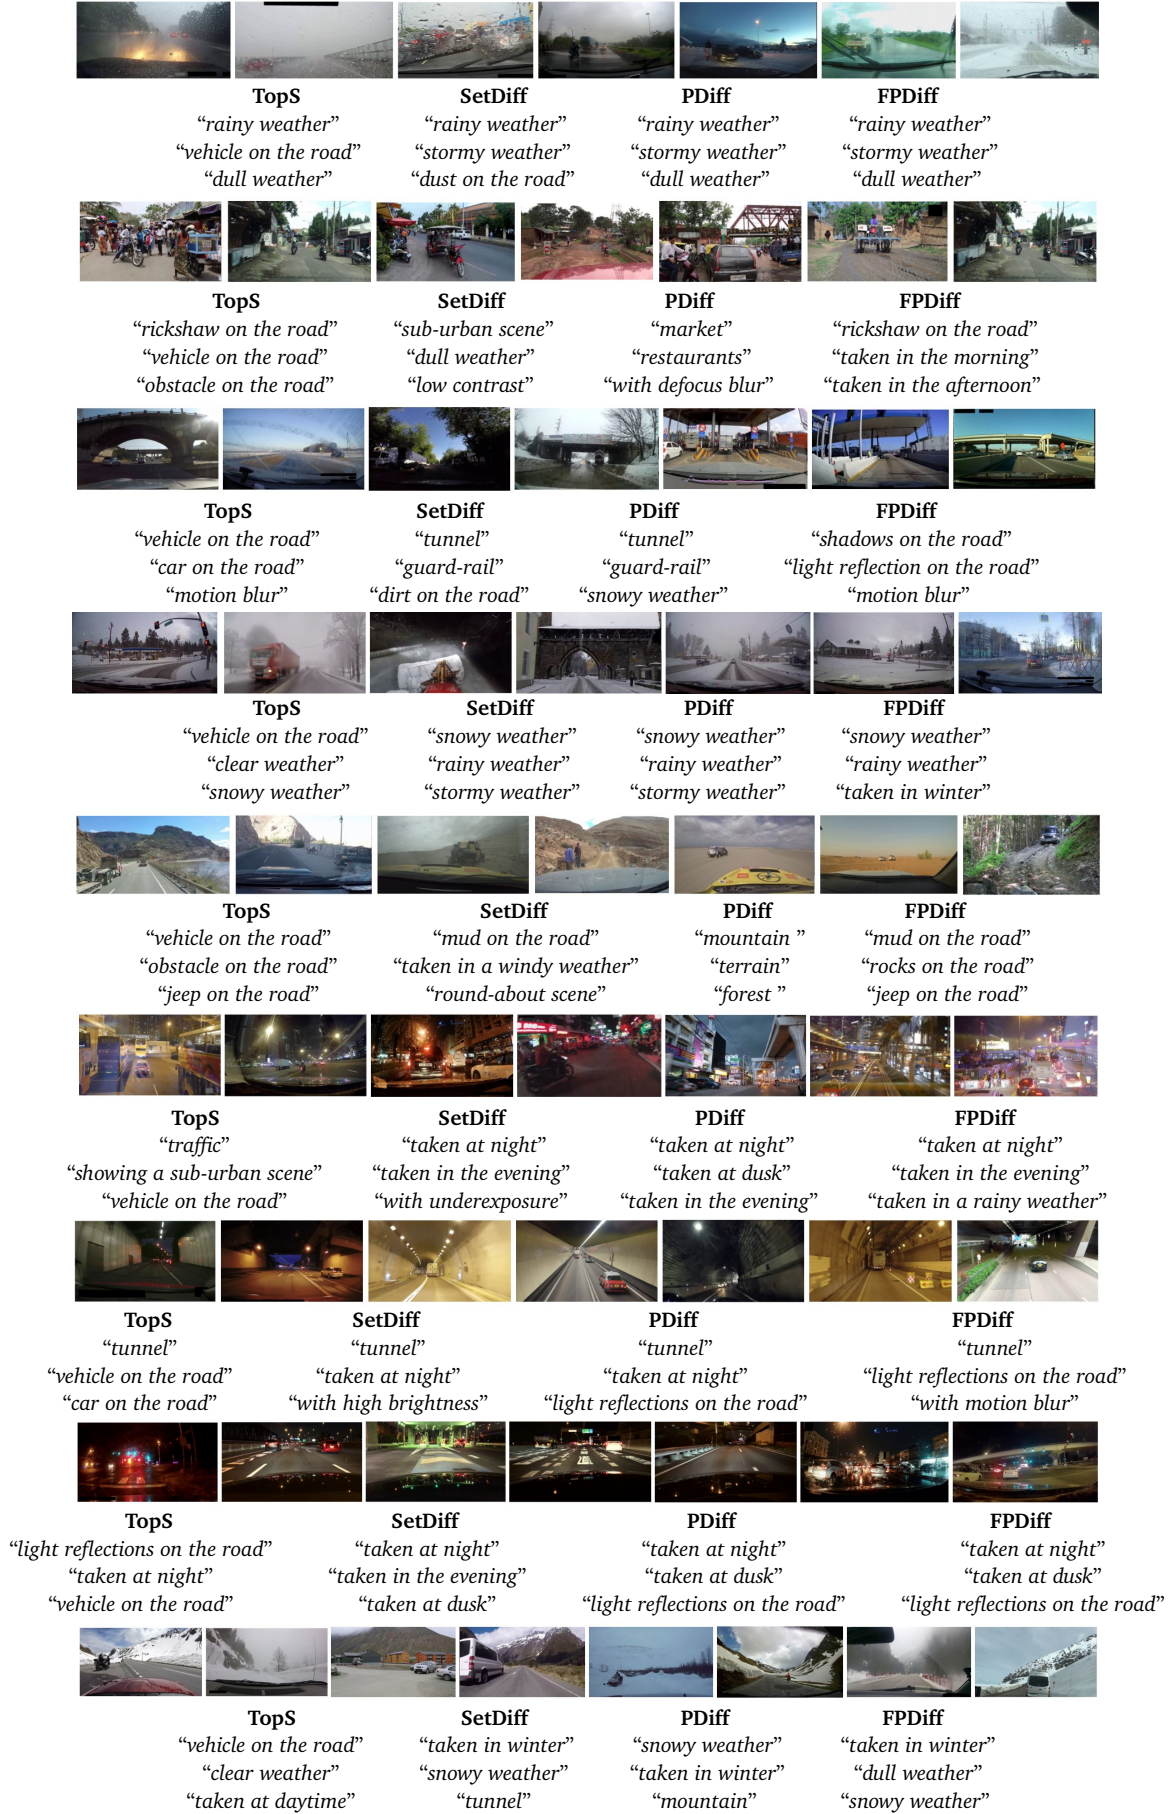 TopS SetDiff PDiff FPDiff
“rainy weather” “rainy weather” “rainy weather” “rainy weather”
“vehicle on the road” “stormy weather” “stormy weather” “stormy weather”
“dull weather” “dust on the road” “dull weather” “dull weather”
TopS SetDiff PDiff FPDiff
“rickshaw on the road” “sub-urban scene” “market” “rickshaw on the road”
“vehicle on the road” “dull weather” “restaurants” “taken in the morning”
“obstacle on the road” “low contrast” “with defocus blur” “taken in the afternoon”
TopS SetDiff PDiff FPDiff
“vehicle on the road” “tunnel” “tunnel” “shadows on the road”
“car on the road” “guard-rail” “guard-rail” “light reflection on the road”
“motion blur” “dirt on the road” “snowy weather” “motion blur”
TopS SetDiff PDiff FPDiff
“vehicle on the road” “snowy weather” “snowy weather” “snowy weather”
“clear weather” “rainy weather” “rainy weather” “rainy weather”
“snowy weather” “stormy weather” “stormy weather” “taken in winter”
TopS SetDiff PDiff FPDiff
“vehicle on the road” “mud on the road” “mountain ” “mud on the road”
“obstacle on the road” “taken in a windy weather” “terrain” “rocks on the road”
“jeep on the road” “round-about scene” “forest ” “jeep on the road”
TopS SetDiff PDiff FPDiff
“traffic” “taken at night” “taken at night” “taken at night”
“showing a sub-urban scene” “taken in the evening” “taken at dusk” “taken in the evening”
“vehicle on the road” “with underexposure” “taken in the evening” “taken in a rainy weather”
TopS SetDiff PDiff FPDiff
“tunnel” “tunnel” “tunnel” “tunnel”
“vehicle on the road” “taken at night” “taken at night” “light reflections on the road”
“car on the road” “with high brightness” “light reflections on the road” “with motion blur”
TopS SetDiff PDiff FPDiff
“light reflections on the road” “taken at night” “taken at night” “taken at night”
“taken at night” “taken in the evening” “taken at dusk” “taken at dusk”
“vehicle on the road” “taken at dusk” “light reflections on the road” “light reflections on the road”
TopS SetDiff PDiff FPDiff
“vehicle on the road” “taken in winter” “snowy weather” “taken in winter”
“clear weather” “snowy weather” “taken in winter” “dull weather”
“taken at daytime” “tunnel” “mountain” “snowy weather”